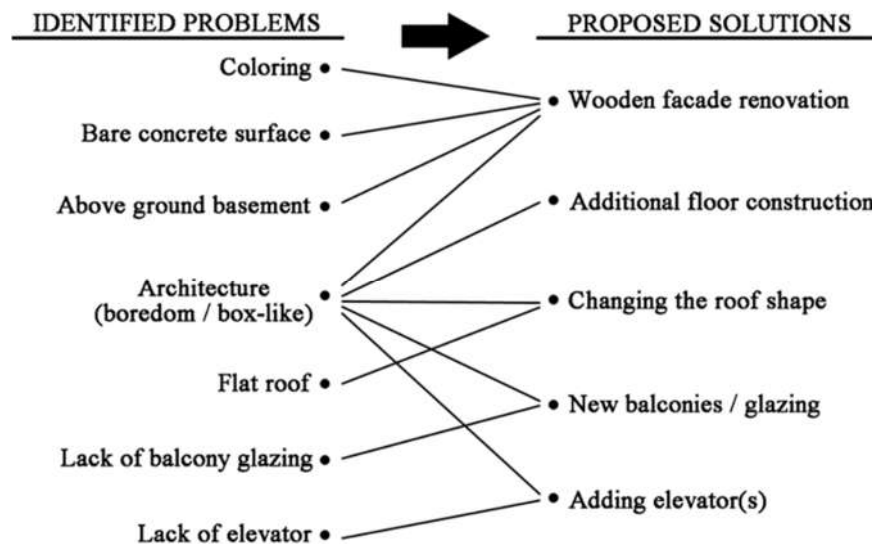 IDENTIFIED PROBLEMS
PROPOSED SOLUTIONS
Coloring
Bare concrete surface
Above ground basement
Architecture
(boredom / box-like)
Flat roof
Lack of balcony glazing
Lack of elevator
Wooden facade renovation
Additional floor construction
Changing the roof shape
New balconies / glazing
Adding elevator(s)